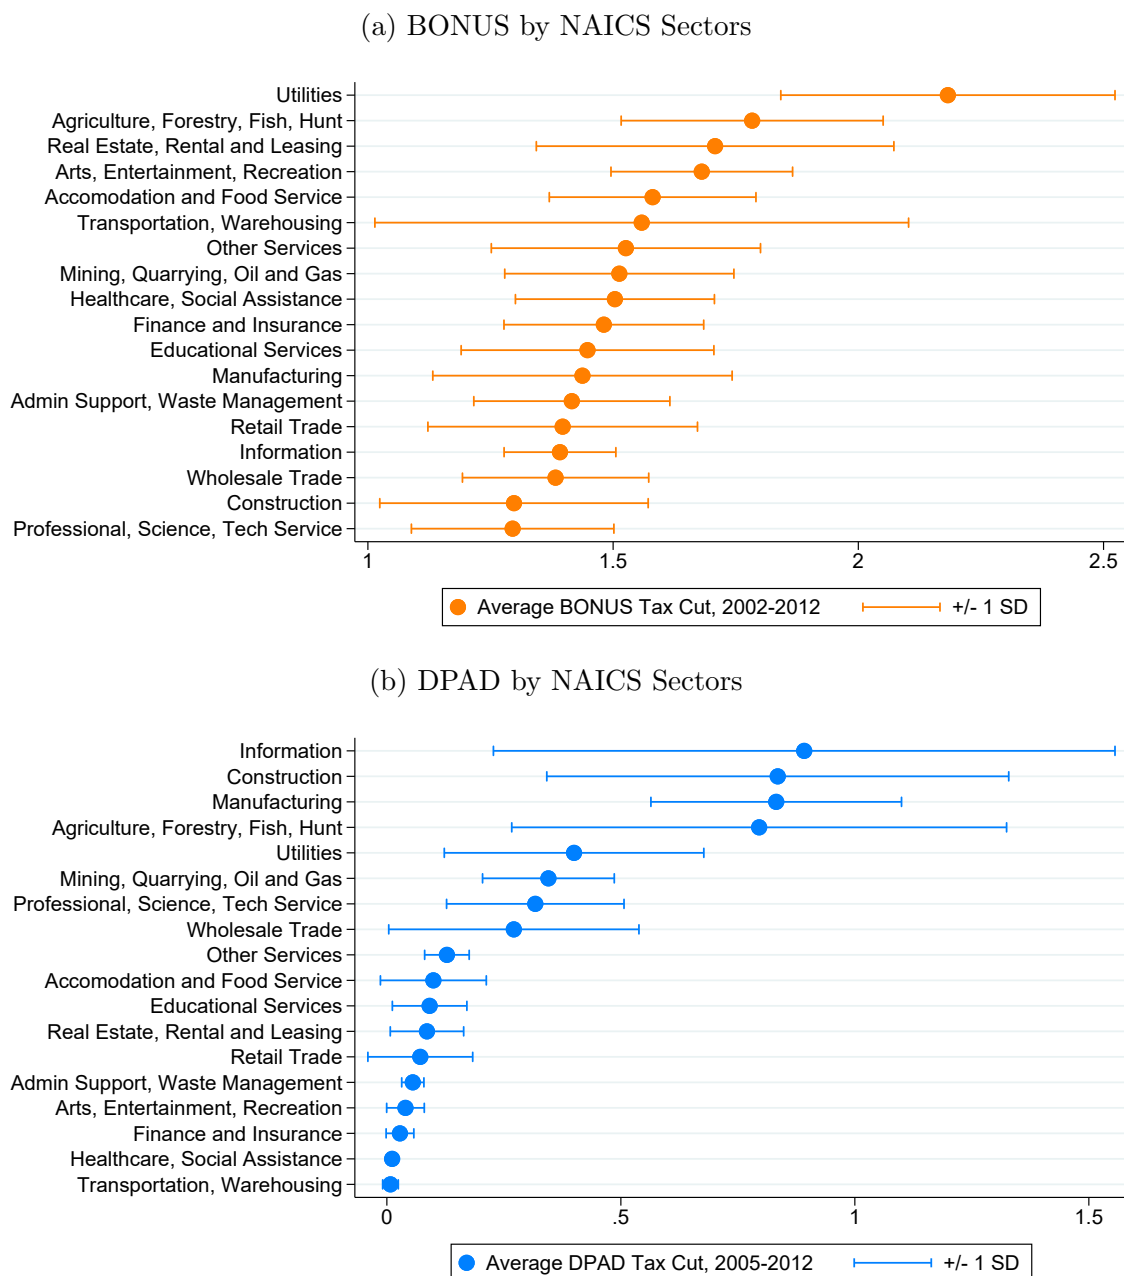 (a) BONUS by NAICS Sectors
Utilities
Agriculture, Forestry, Fish, Hunt
Real Estate, Rental and Leasing
Arts, Entertainment, Recreation
Accomodation and Food Service
Transportation, Warehousing
Other Services
Mining, Quarrying, Oil and Gas
Healthcare, Social Assistance
Finance and Insurance
Educational Services
Manufacturing
Admin Support, Waste Management
Retail Trade
Information
Wholesale Trade
Construction
Professional, Science, Tech Service
1 1.5 2 2.5
Average BONUS Tax Cut, 2002-2012 +/- 1 SD
(b) DPAD by NAICS Sectors
Information
Construction
Manufacturing
Agriculture, Forestry, Fish, Hunt
Utilities
Mining, Quarrying, Oil and Gas
Professional, Science, Tech Service
Wholesale Trade
Other Services
Accomodation and Food Service
Educational Services
Real Estate, Rental and Leasing
Retail Trade
Admin Support, Waste Management
Arts, Entertainment, Recreation
Finance and Insurance
Healthcare, Social Assistance
Transportation, Warehousing
0 .5 1 1.5
Average DPAD Tax Cut, 2005-2012 +/- 1 SD